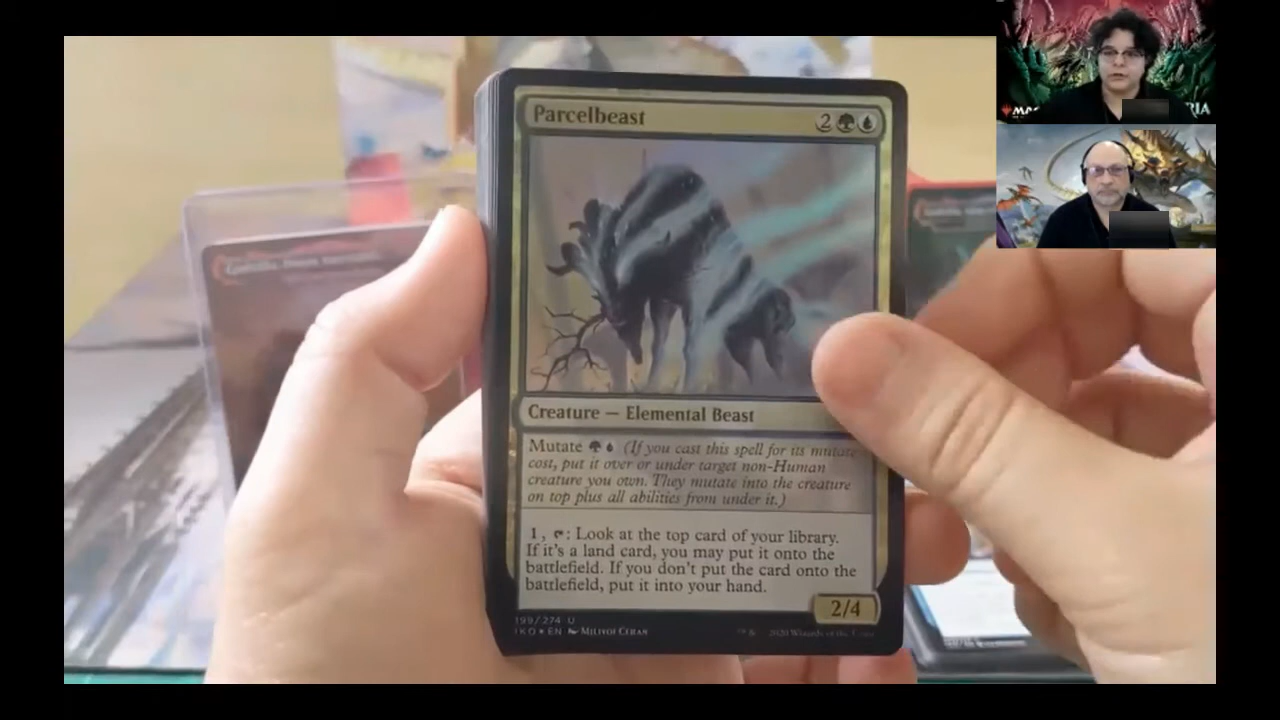 Parcelbeast 2
Creature — Elemental Beast
Mutate (If you cast this spell for its mutate
cost, put it over or under target non-Human
creature you own. They mutate into the creature
on top plus all abilities from under it.)
1, : Look at the top card of your library.
If it's a land card, you may put it onto the
battlefield. If you don't put the card onto the
battlefield, put it into your hand.
2/4
199/274 U
IKO EN Milivoj Ćeran
RIA